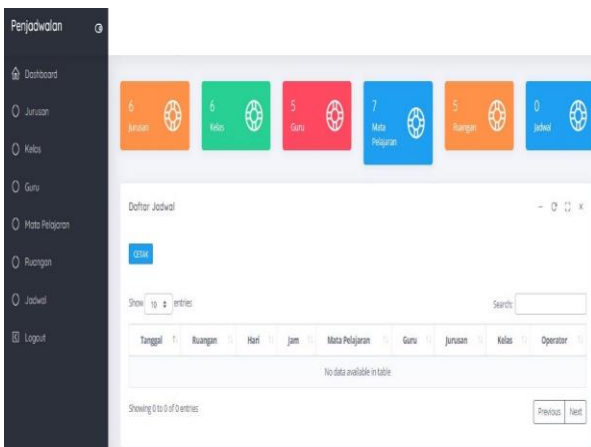 Penjadwalan
Dashboard
Jurusan
Kelas
Guru
Mata Pelajaran
Ruangan
Jadwal
Logout
6
Jurusan
6
Kelas
5
Guru
7
Mata
Pelajaran
5
Ruangan
0
Jadwal
Daftar Jadwal
CETAK
Show 10 entries
Search:
Tanggal Ruangan Hari Jam Mata Pelajaran Guru Jurusan Kelas Operator
No data available in table
Showing 0 to 0 of 0 entries
Previous Next